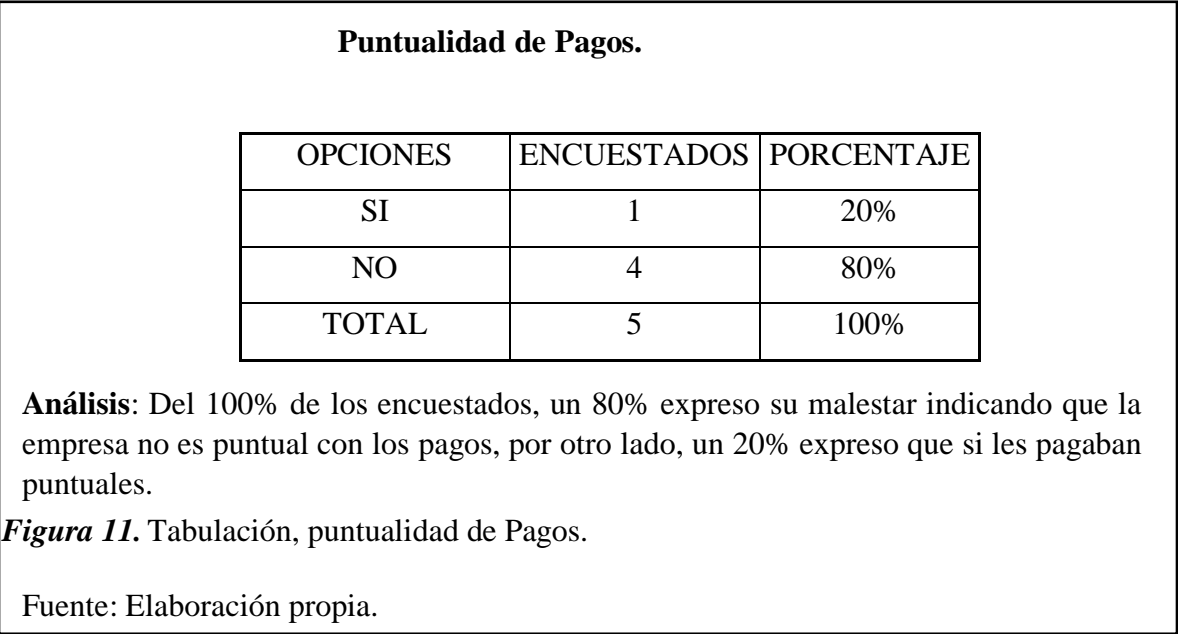 Puntualidad de Pagos.
OPCIONES ENCUESTADOS PORCENTAJE
SI 1 20%
NO 4 80%
TOTAL 5 100%
Análisis: Del 100% de los encuestados, un 80% expreso su malestar indicando que la
empresa no es puntual con los pagos, por otro lado, un 20% expreso que si les pagaban
puntuales.
Figura 11. Tabulación, puntualidad de Pagos.
Fuente: Elaboración propia.